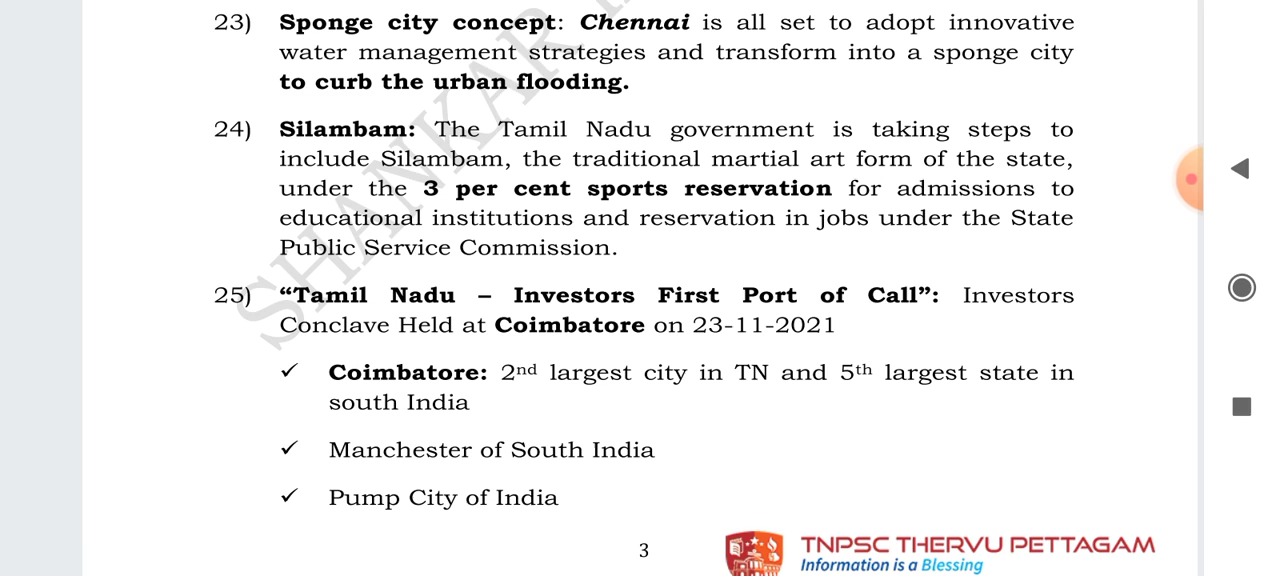 23) Sponge city concept: Chennai is all set to adopt innovative
water management strategies and transform into a sponge city
to curb the urban flooding.
24) Silambam: The Tamil Nadu government is taking steps to
include Silambam, the traditional martial art form of the state,
under the 3 per cent sports reservation for admissions to
educational institutions and reservation in jobs under the State
Public Service Commission.
25) “Tamil Nadu – Investors First Port of Call”: Investors
Conclave Held at Coimbatore on 23-11-2021
✓ Coimbatore: 2nd largest city in TN and 5th largest state in
south India
✓ Manchester of South India
✓ Pump City of India
3
TNPSC THERVU PETTAGAM
Information is a Blessing
SHANKAR